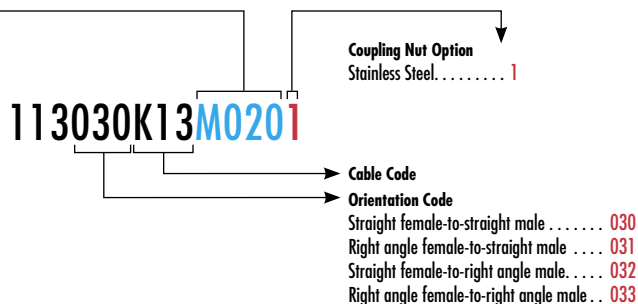 Coupling Nut Option
Stainless Steel. . . . . . . . . 1
113030K13M0201
Cable Code
Orientation Code
Straight female-to-straight male . . . . . . . 030
Right angle female-to-straight male . . . . 031
Straight female-to-right angle male. . . . . 032
Right angle female-to-right angle male . . 033